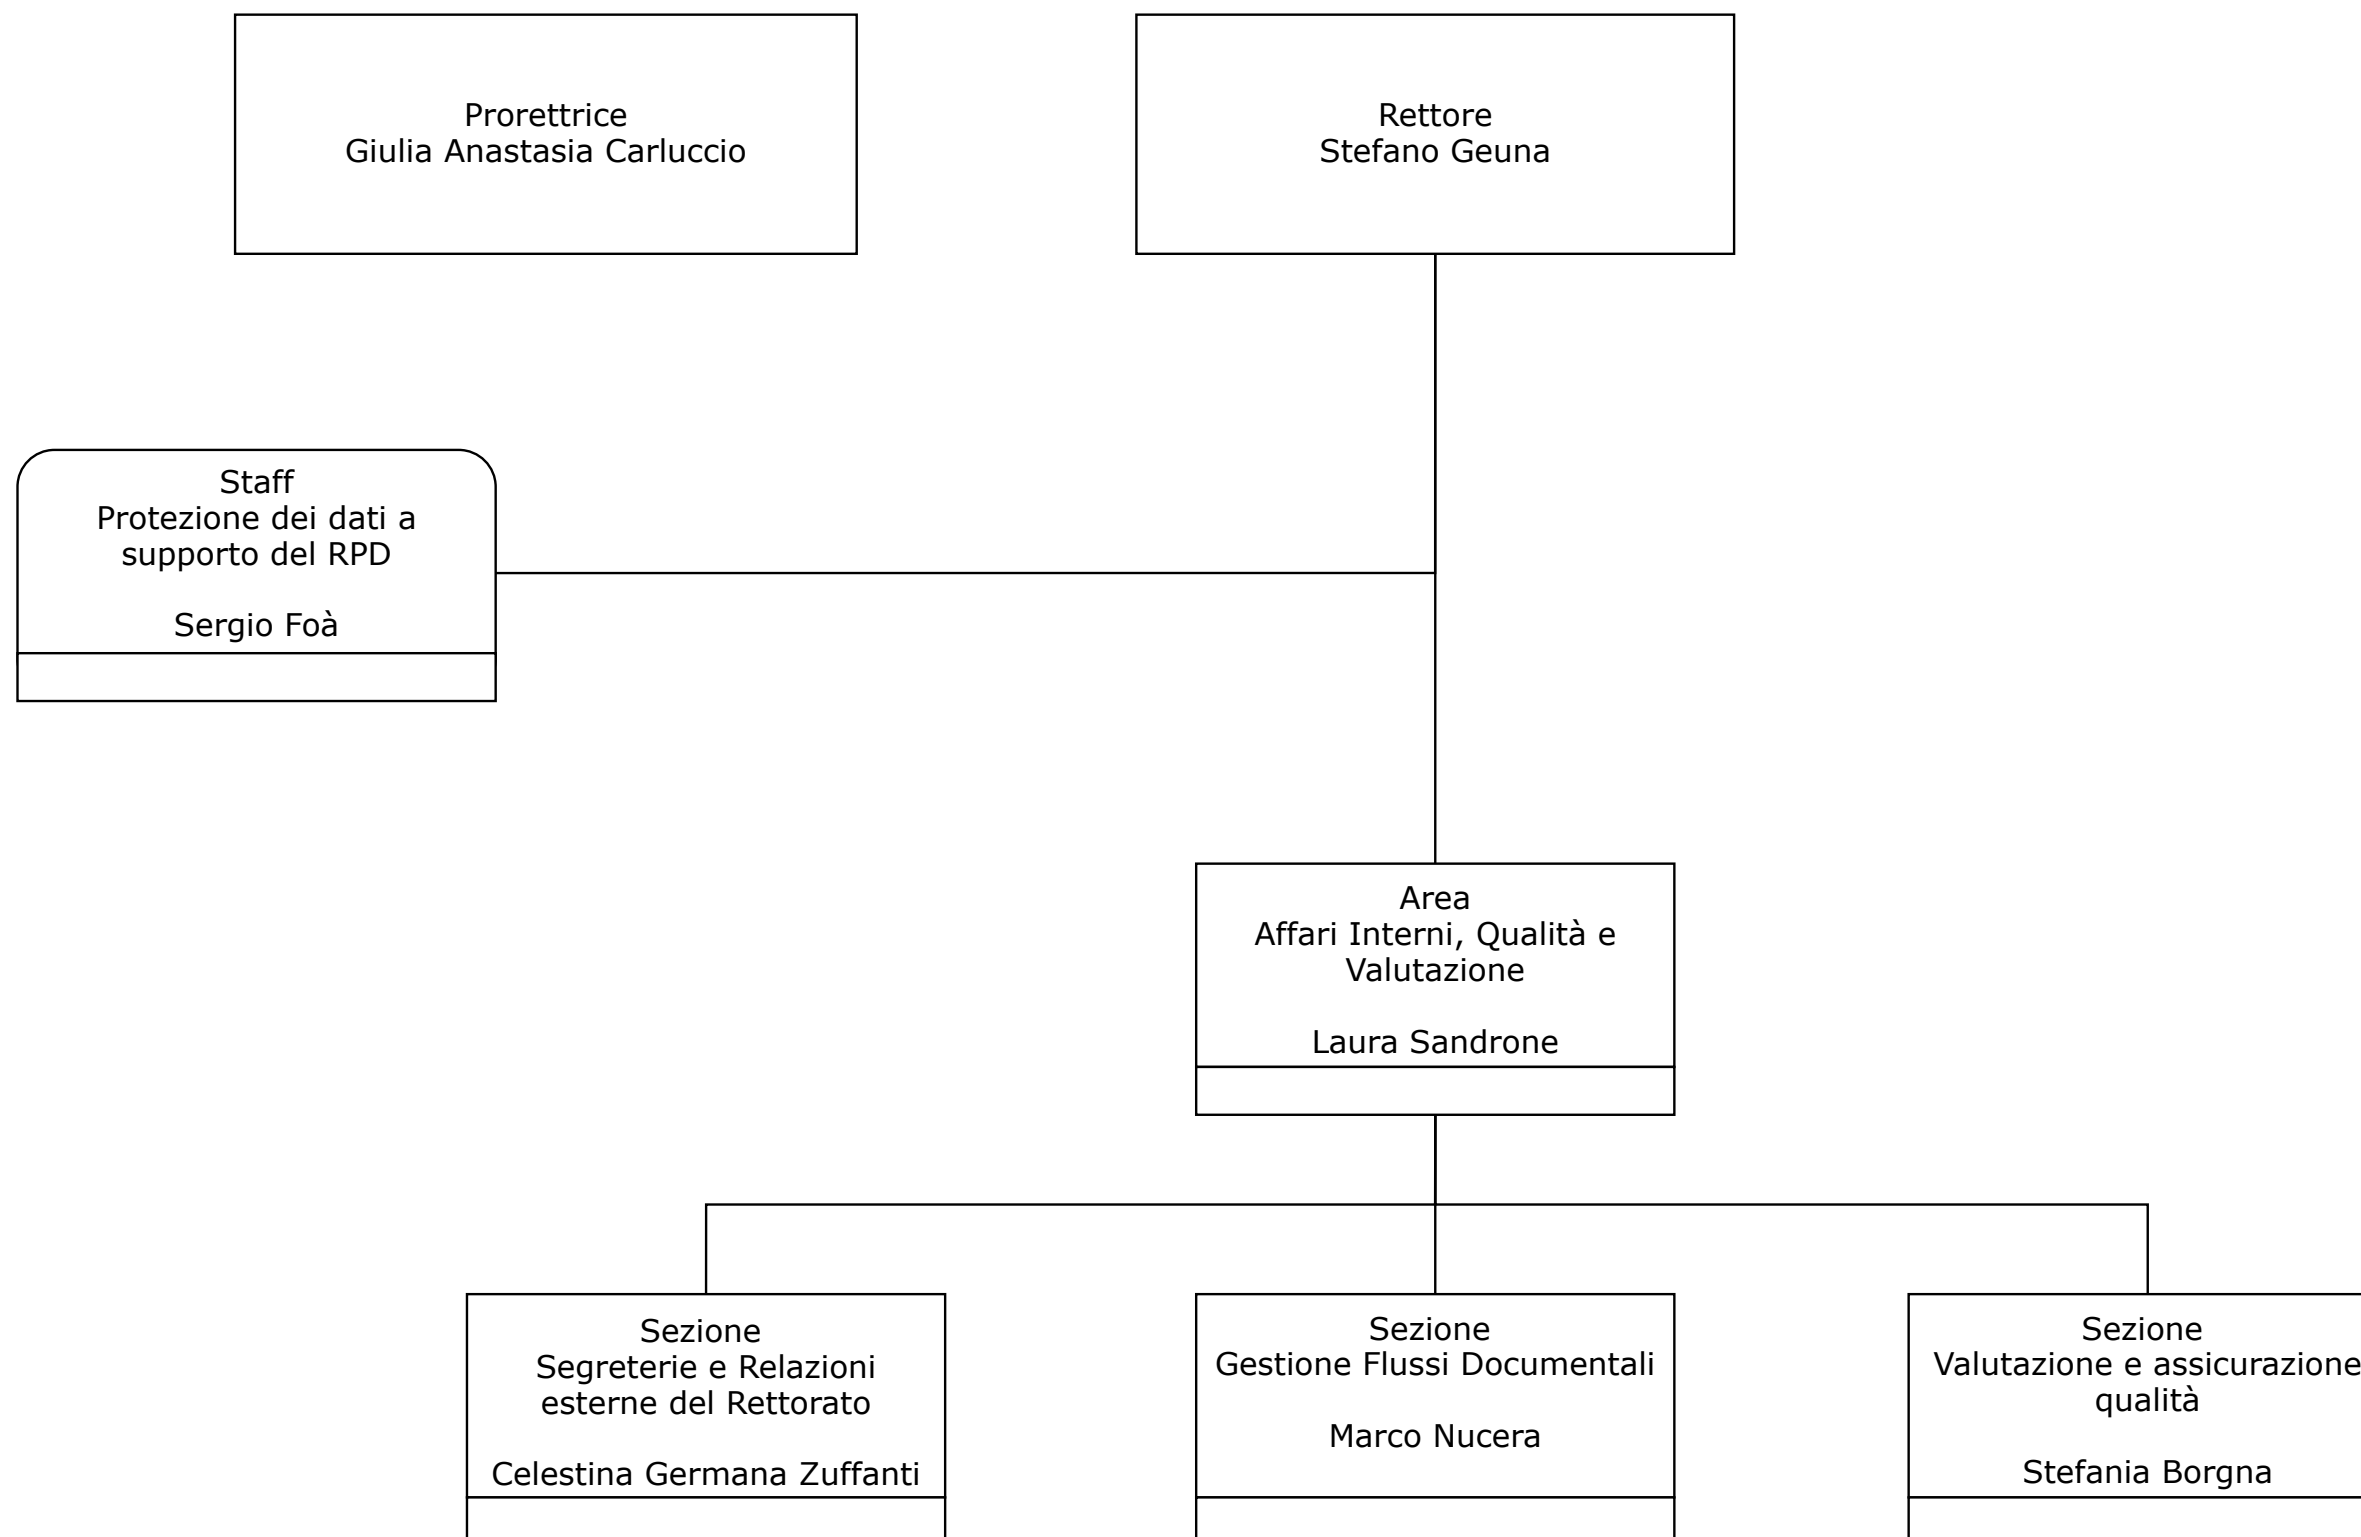 Prorettrice
Giulia Anastasia Carluccio
Rettore
Stefano Geuna
Staff
Protezione dei dati a
supporto del RPD
Sergio Foà
Area
Affari Interni, Qualità e
Valutazione
Laura Sandrone
Sezione
Segreterie e Relazioni
esterne del Rettorato
Celestina Germana Zuffanti
Sezione
Gestione Flussi Documentali
Marco Nucera
Sezione
Valutazione e assicurazione
qualità
Stefania Borgna